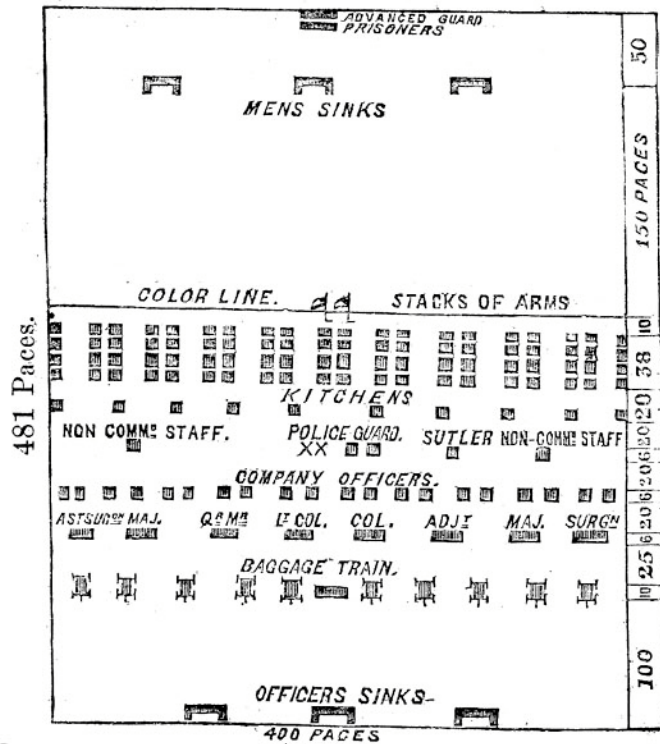 ADVANCED GUARD
PRISONERS
50
MENS SINKS
150 PACES
COLOR LINE. STACKS OF ARMS
10
481 Paces.
38
KITCHENS
20
NON COMMD STAFF. POLICE GUARD. SUTLER NON-COMMD STAFF
XX
6 20
COMPANY OFFICERS.
6 20
ASTSURGN MAJ. QR MR LT COL. COL. ADJT MAJ. SURGN
6
BAGGAGE TRAIN.
25
10
100
OFFICERS SINKS
400 PACES